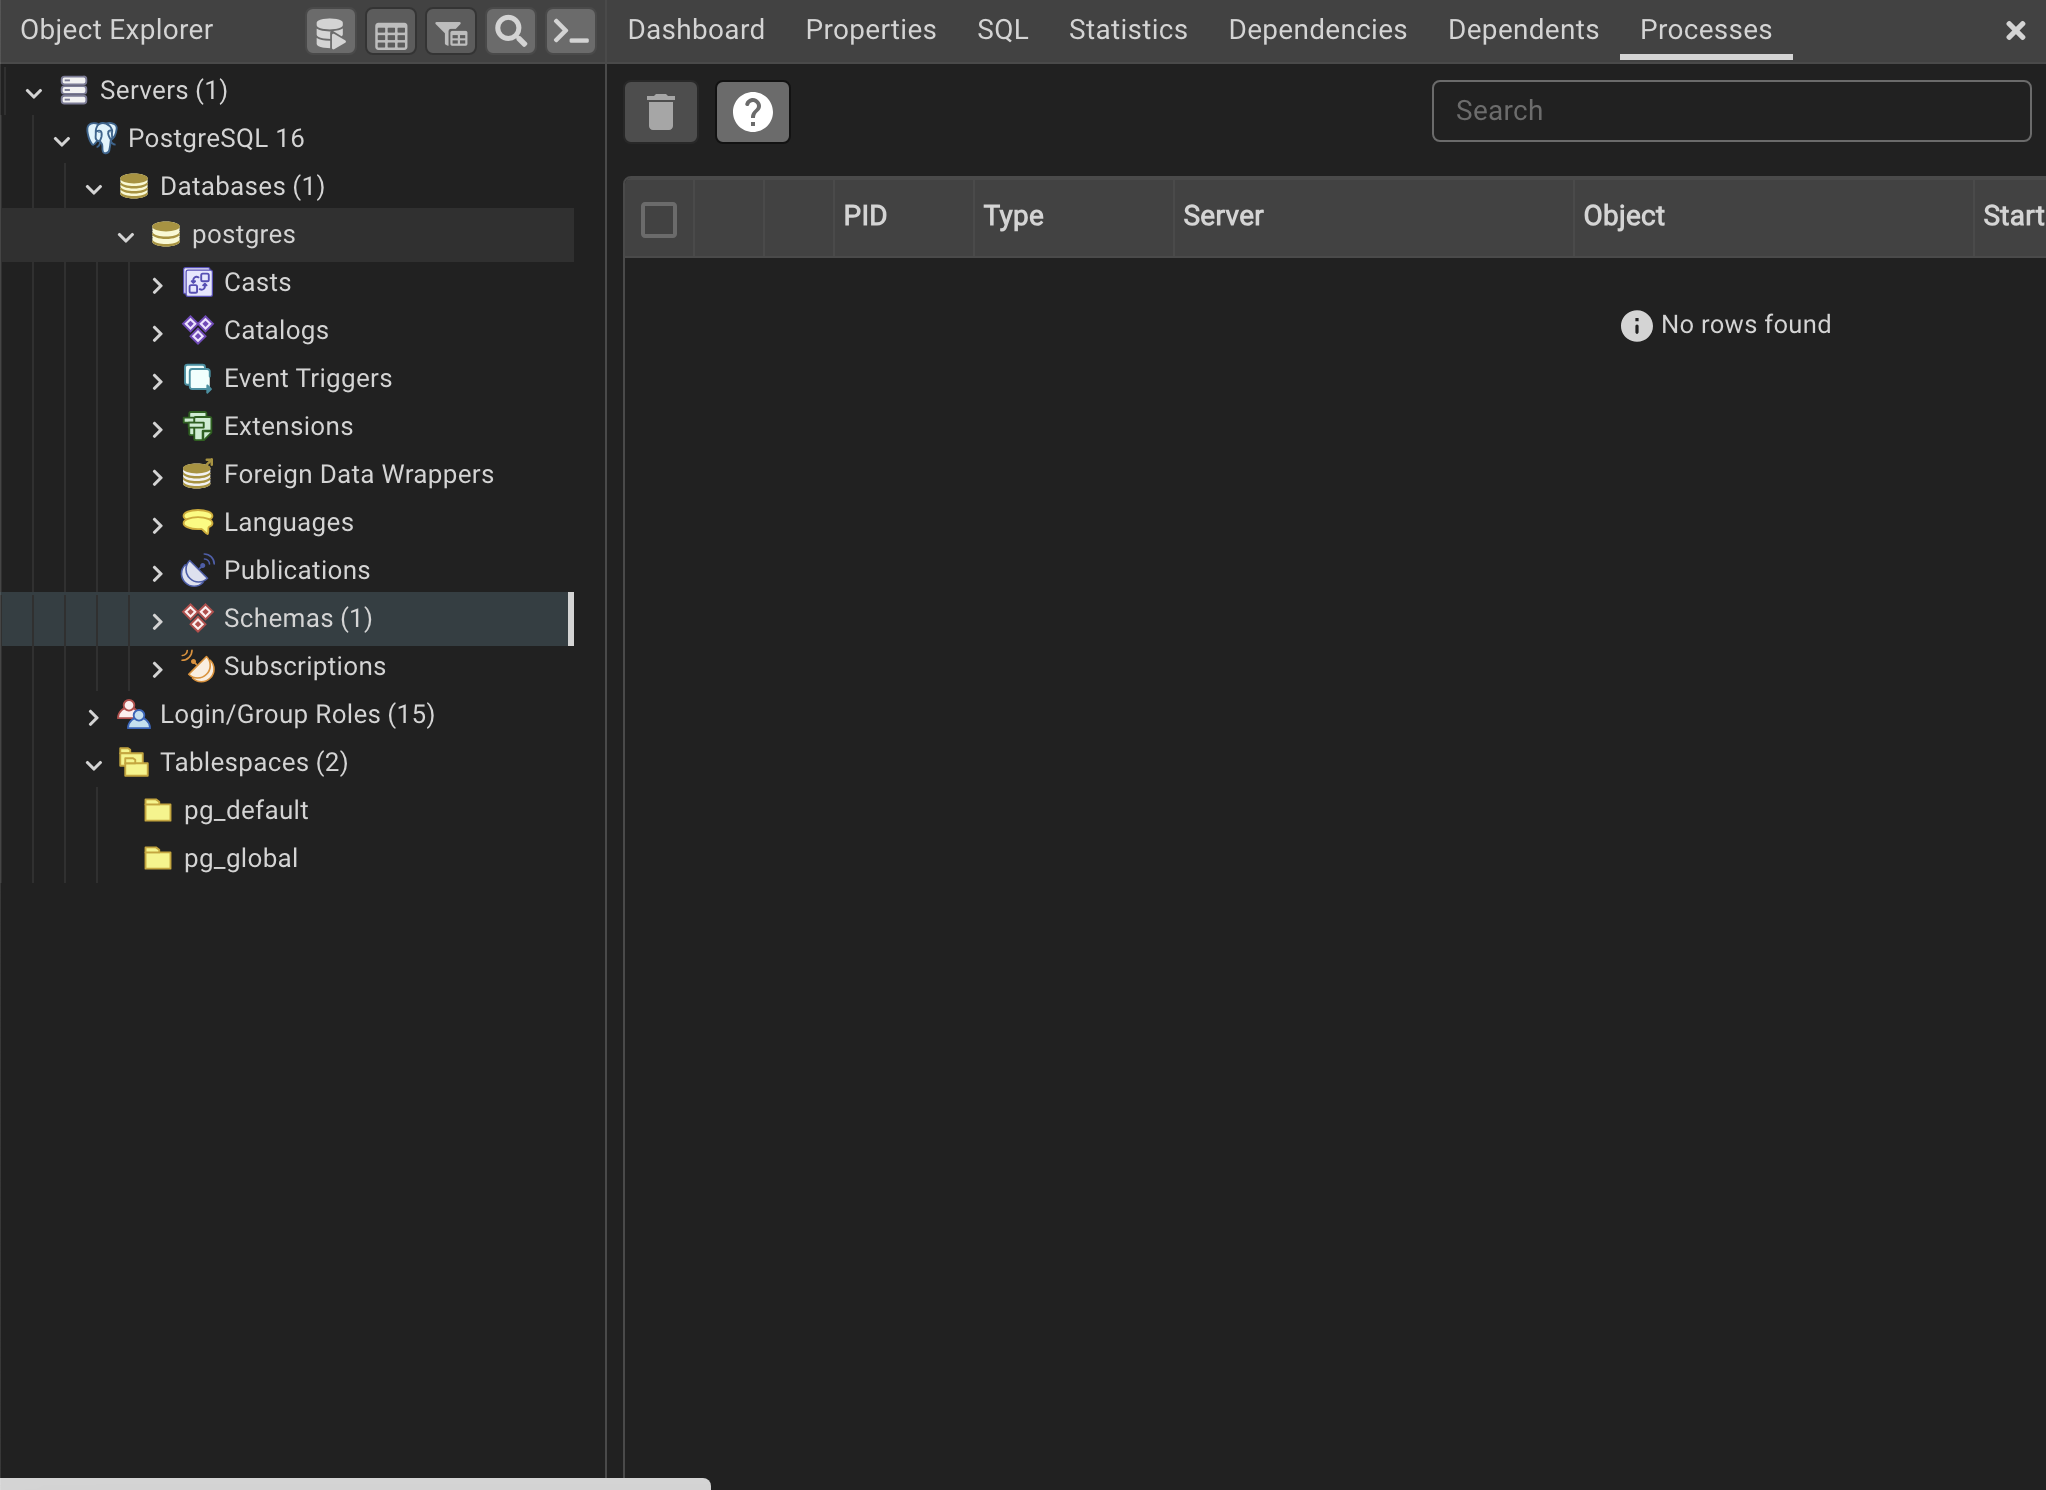 Object Explorer
Dashboard Properties SQL Statistics Dependencies Dependents Processes
Servers (1)
PostgreSQL 16
Databases (1)
postgres
Casts
Catalogs
Event Triggers
Extensions
Foreign Data Wrappers
Languages
Publications
Schemas (1)
Subscriptions
Login/Group Roles (15)
Tablespaces (2)
pg_default
pg_global
Search
PID Type Server Object Start
No rows found